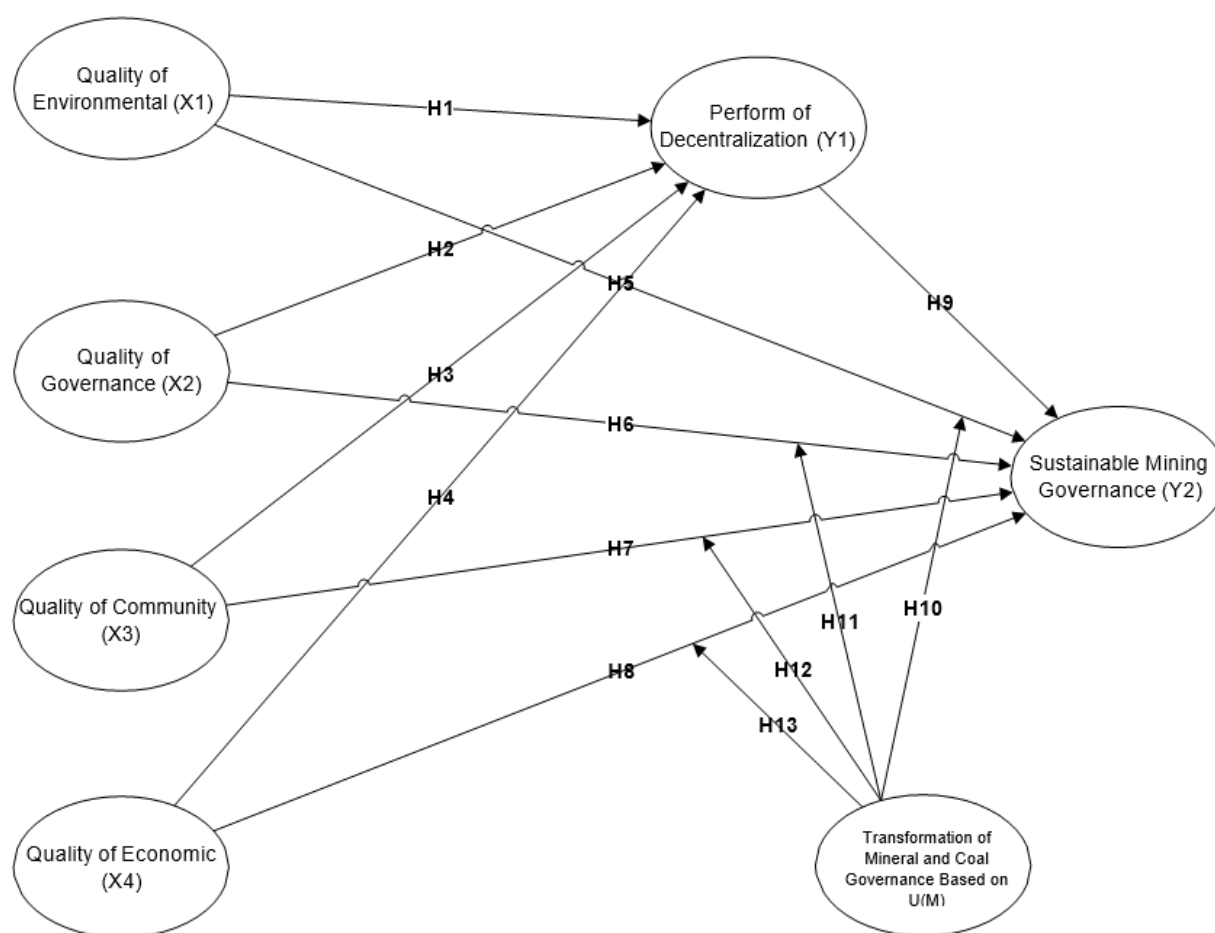 Quality of
Environmental (X1)
H1
Perform of
Decentralization (Y1)
H2
H5
H9
Quality of
Governance (X2)
H3
H6
Sustainable Mining
Governance (Y2)
H4
H7
Quality of Community
(X3)
H11
H10
H8
H12
H13
Quality of Economic
(X4)
Transformation of
Mineral and Coal
Governance Based on
U(M)